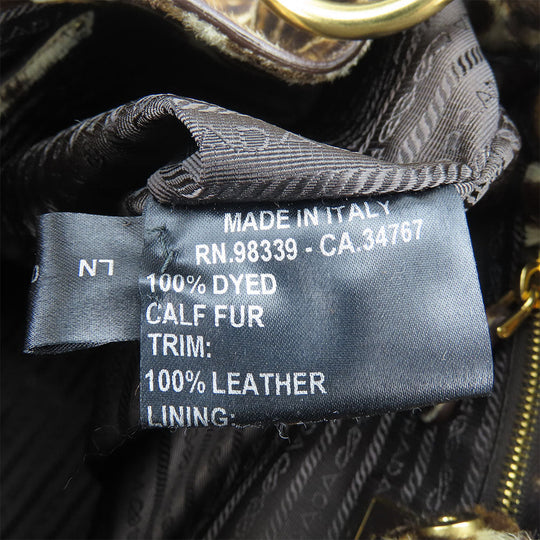 MADE IN ITALY
RN.98339 - CA.34767
100% DYED
CALF FUR
TRIM:
100% LEATHER
LINING:
LN